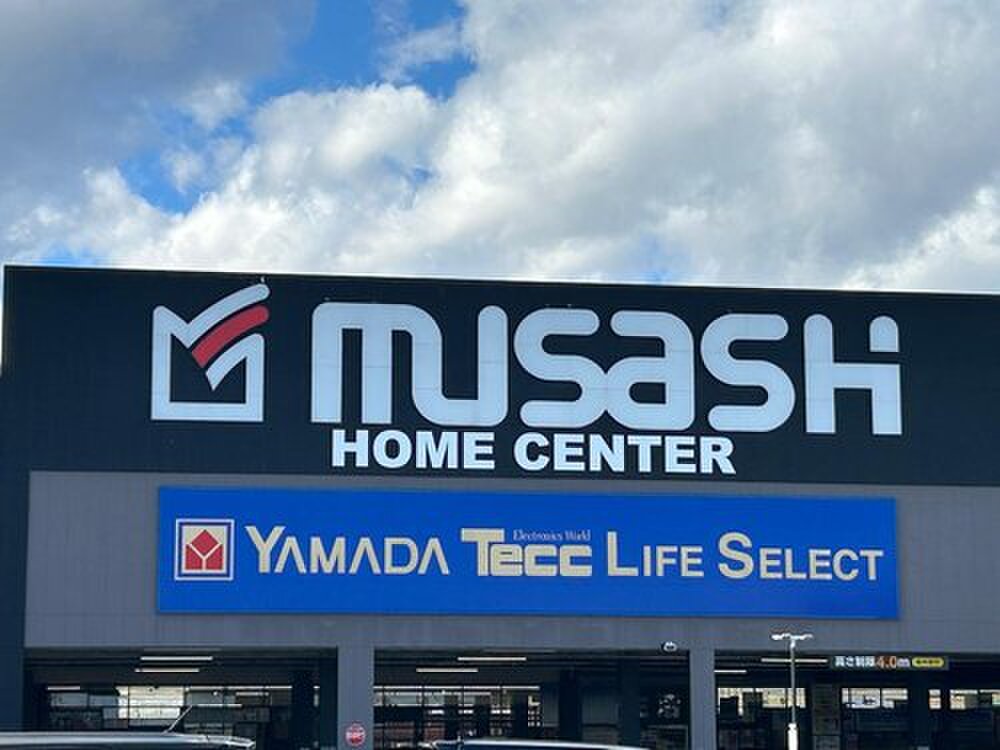 musasHi
HOME CENTER
YAMADA Tecc Electronics World LIFE SELECT
高さ制限4.0m